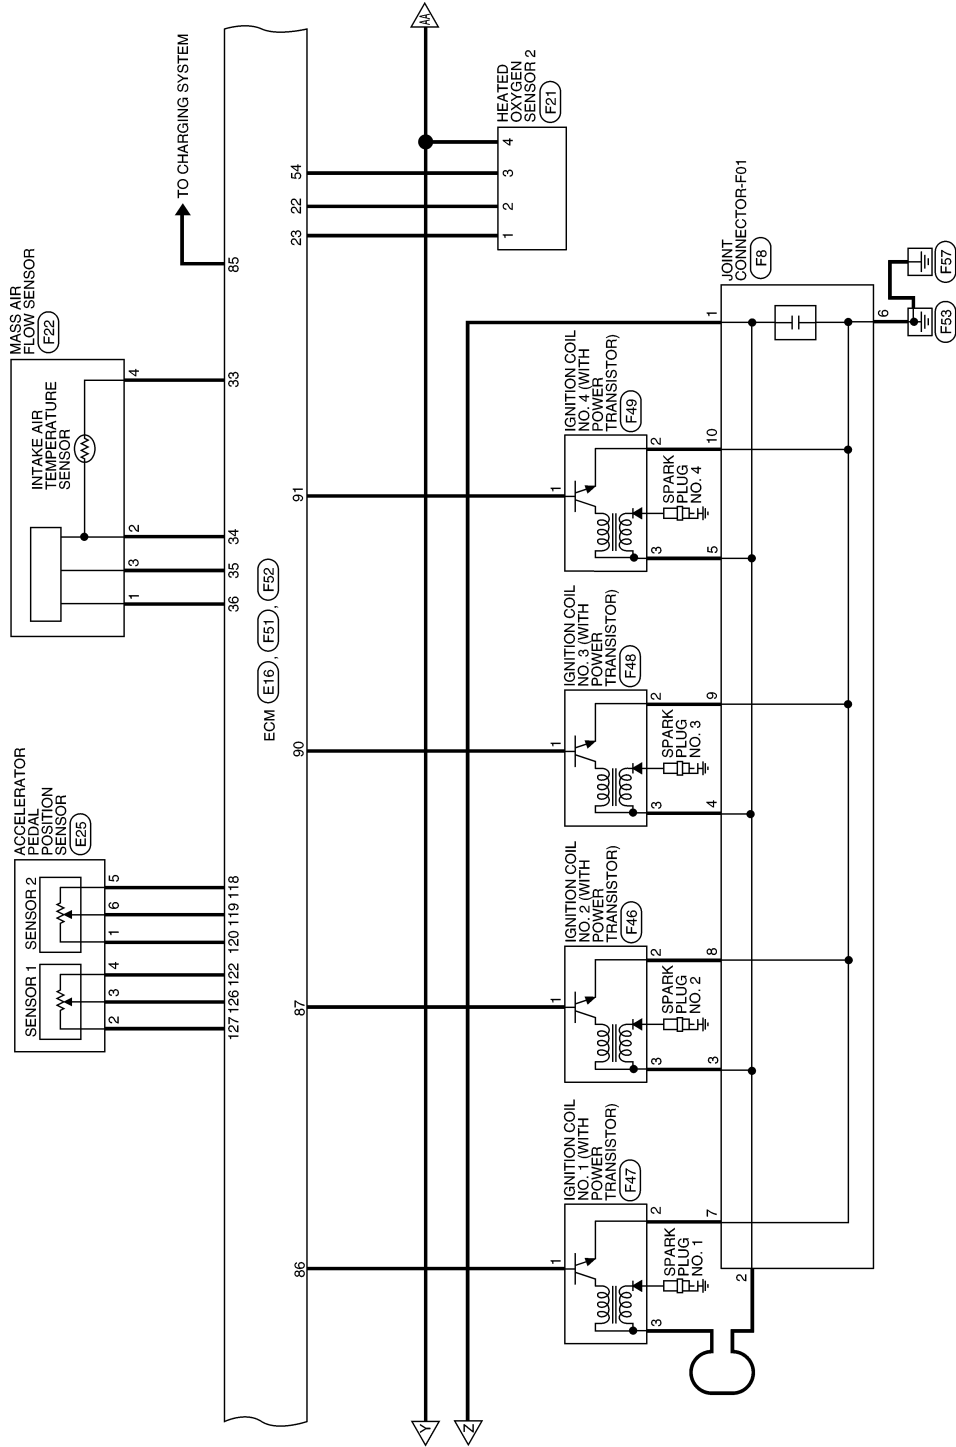 AA
TO CHARGING SYSTEM
MASS AIR
FLOW SENSOR
F22
INTAKE AIR
TEMPERATURE
SENSOR
4
2
3
1
33
34
35
36
85
ACCELERATOR
PEDAL
POSITION
SENSOR
E25
SENSOR 2
SENSOR 1
5
6
1
4
3
2
118
119
120
122
126
127
ECM E16 , F51 , F52
54
22
23
91
90
87
86
HEATED
OXYGEN
SENSOR 2
F21
4
3
2
1
Y
Z
IGNITION COIL
NO. 4 (WITH
POWER
TRANSISTOR)
F49
1
2
3
SPARK
PLUG
NO. 4
IGNITION COIL
NO. 3 (WITH
POWER
TRANSISTOR)
F48
1
2
3
SPARK
PLUG
NO. 3
IGNITION COIL
NO. 2 (WITH
POWER
TRANSISTOR)
F46
1
2
3
SPARK
PLUG
NO. 2
IGNITION COIL
NO. 1 (WITH
POWER
TRANSISTOR)
F47
1
2
3
SPARK
PLUG
NO. 1
JOINT
CONNECTOR-F01
F8
1
10
5
9
4
8
3
7
2
6
F57
F53